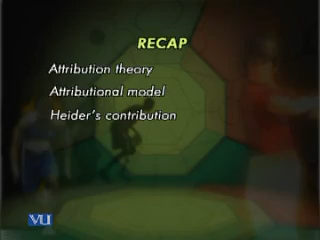 RECAP
Attribution theory
Attributional model
Heider's contribution
VU